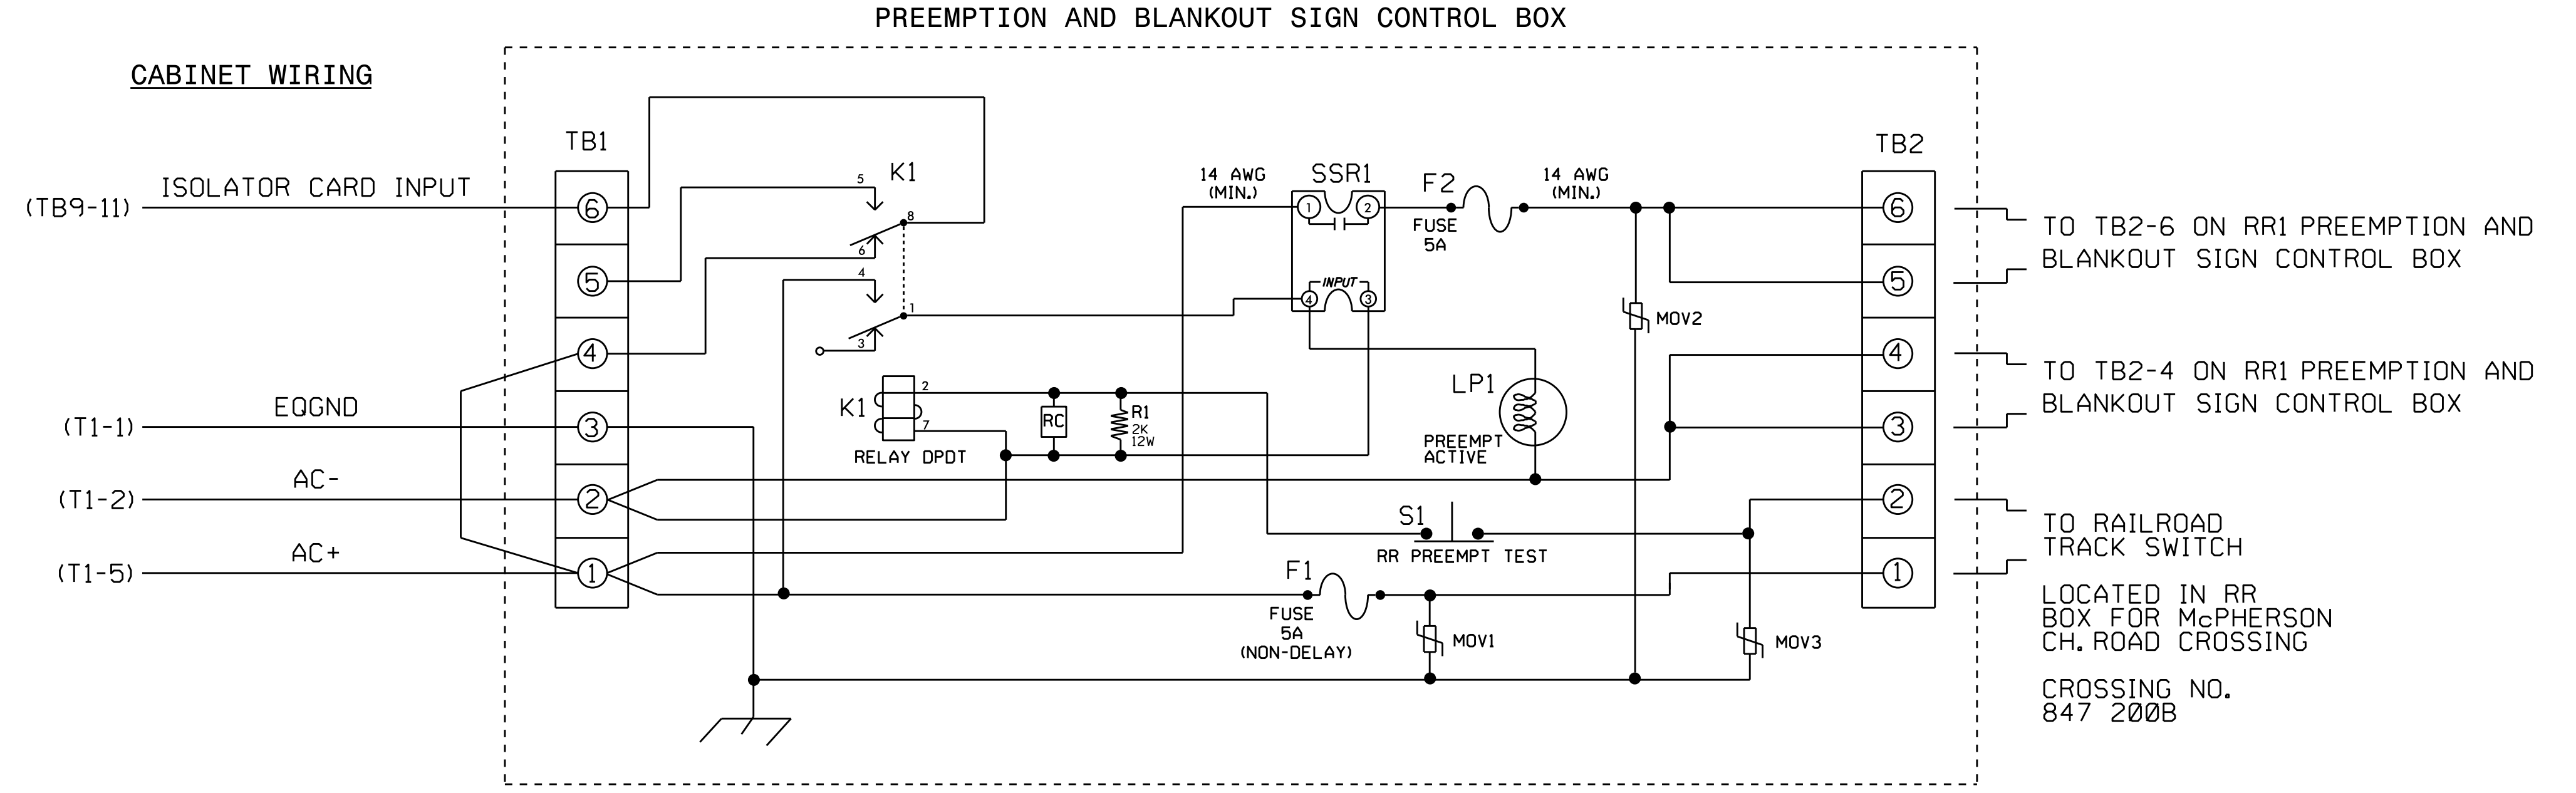 PREEMPTION AND BLANKOUT SIGN CONTROL BOX
CABINET WIRING
TB1
(TB9-11) ISOLATOR CARD INPUT
6
5
4
EQGND
(T1-1)
3
AC-
(T1-2)
2
AC+
(T1-5)
1
K1
5
8
6
4
1
3
K1
2
7
RELAY DPDT
RC
R1
2K
12W
14 AWG
(MIN.)
SSR1
1
2
INPUT
4
3
F2
FUSE
5A
14 AWG
(MIN.)
MOV2
LP1
PREEMPT
ACTIVE
S1
RR PREEMPT TEST
F1
FUSE
5A
(NON-DELAY)
MOV1
MOV3
TB2
6
5
4
3
2
1
TO TB2-6 ON RR1 PREEMPTION AND
BLANKOUT SIGN CONTROL BOX
TO TB2-4 ON RR1 PREEMPTION AND
BLANKOUT SIGN CONTROL BOX
TO RAILROAD
TRACK SWITCH
LOCATED IN RR
BOX FOR McPHERSON
CH. ROAD CROSSING
CROSSING NO.
847 200B